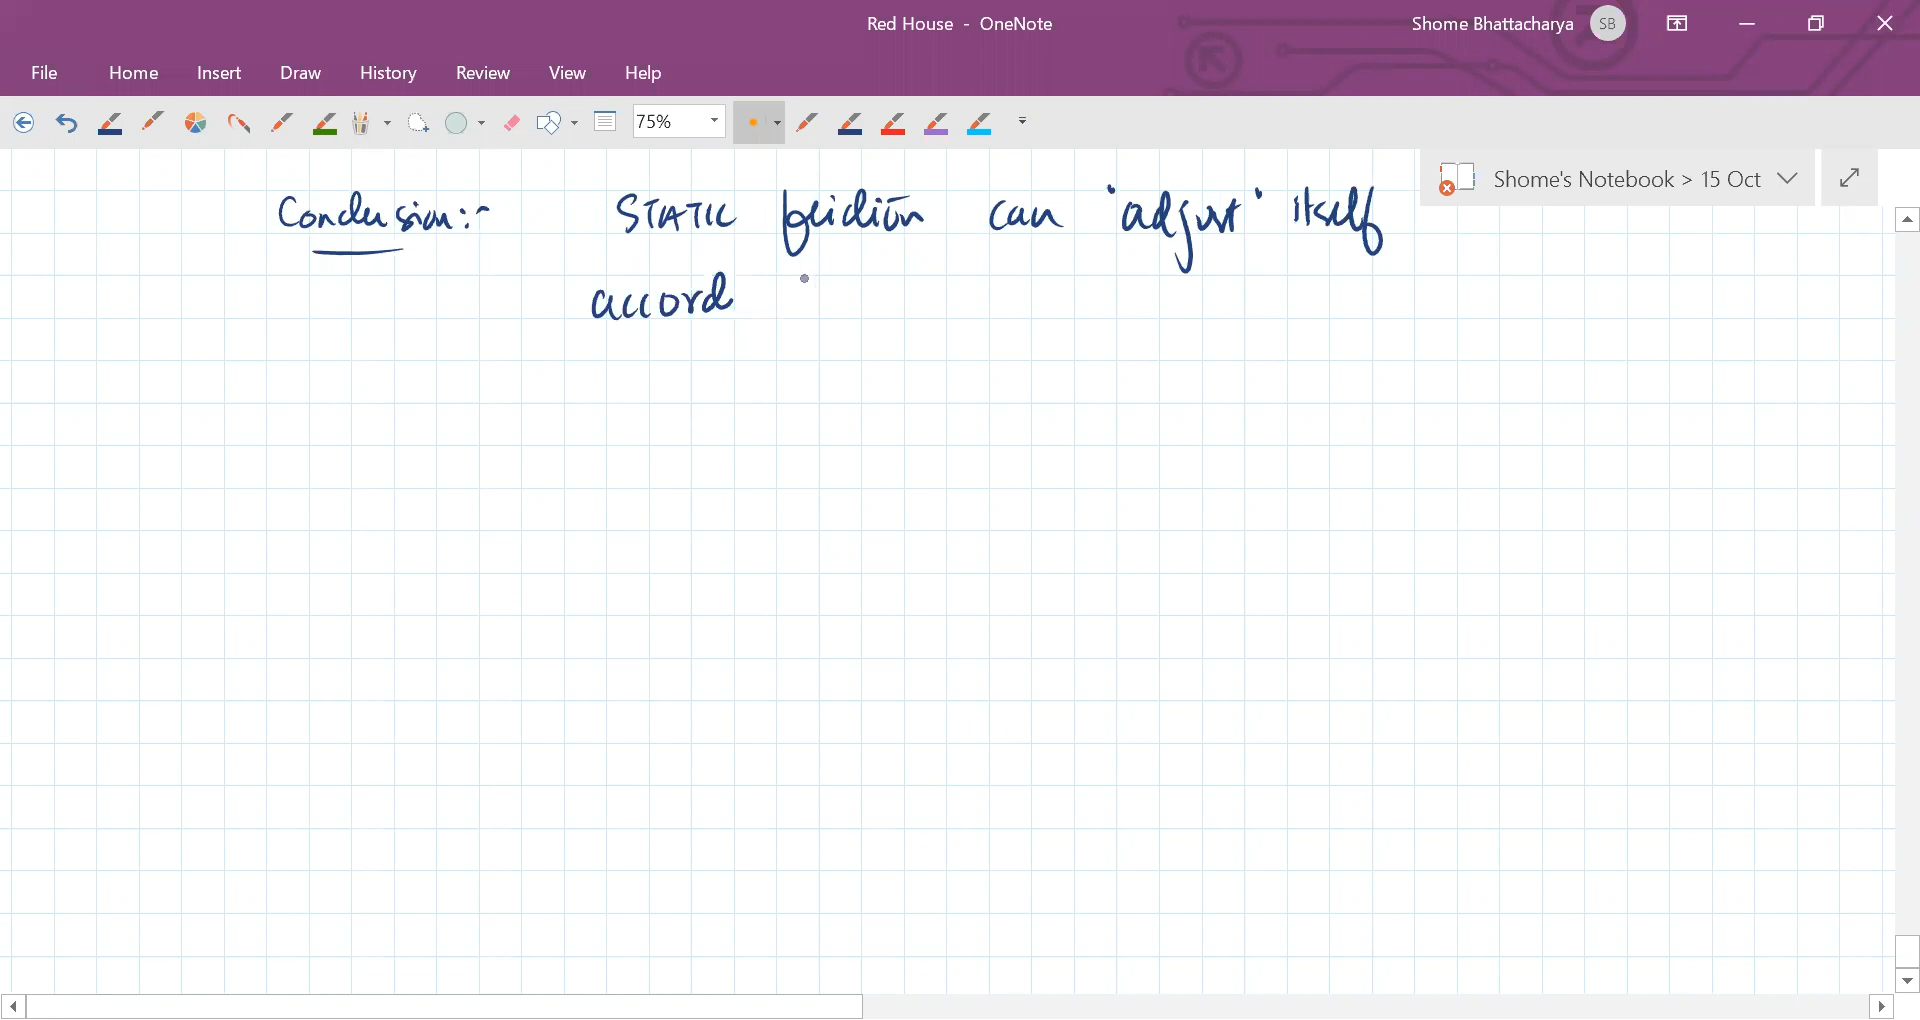 Red House - OneNote
Shome Bhattacharya SB
File Home Insert Draw History Review View Help
75%
Shome's Notebook > 15 Oct
Conclusion:- STATIC friction can 'adjust' itself
accord